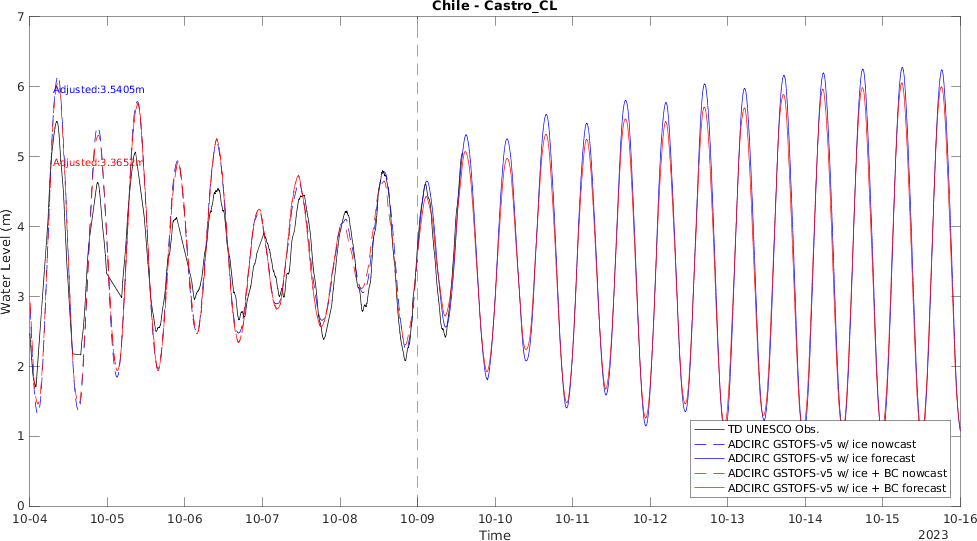 Chile - Castro_CL
7
6
5
4
3
2
1
0
Water Level (m)
Adjusted:3.5405m
Adjusted:3.3652m
TD UNESCO Obs.
ADCIRC GSTOFS-v5 w/ ice nowcast
ADCIRC GSTOFS-v5 w/ ice forecast
ADCIRC GSTOFS-v5 w/ ice + BC nowcast
ADCIRC GSTOFS-v5 w/ ice + BC forecast
10-04 10-05 10-06 10-07 10-08 10-09 10-10 10-11 10-12 10-13 10-14 10-15 10-16
Time
2023